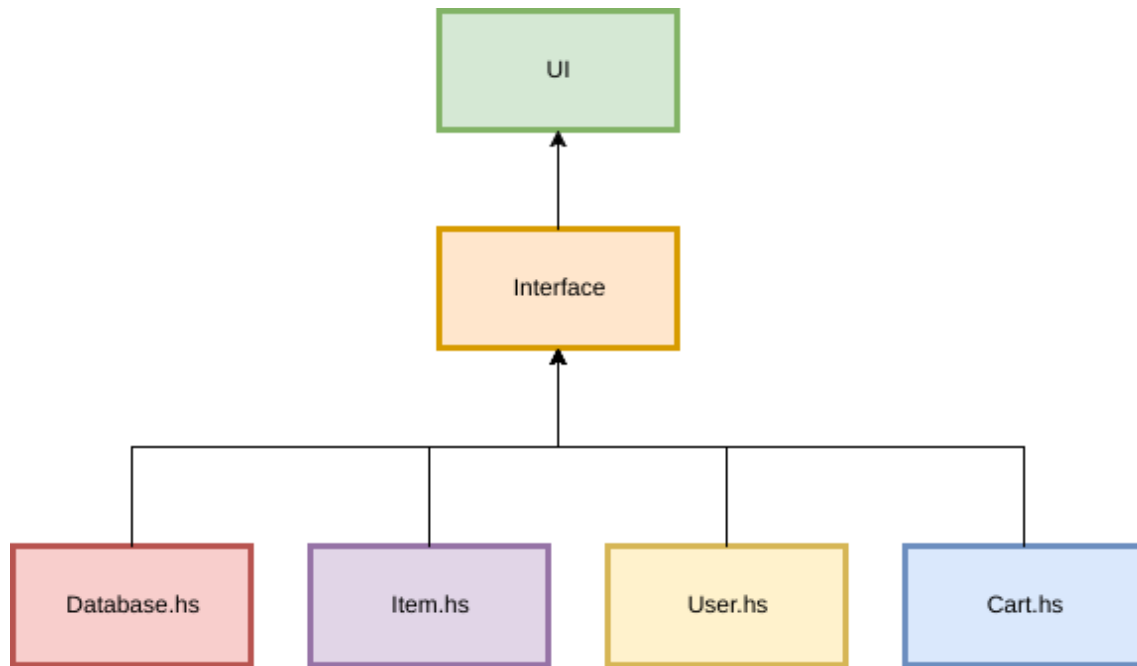 UI
Interface
Database.hs
Item.hs
User.hs
Cart.hs